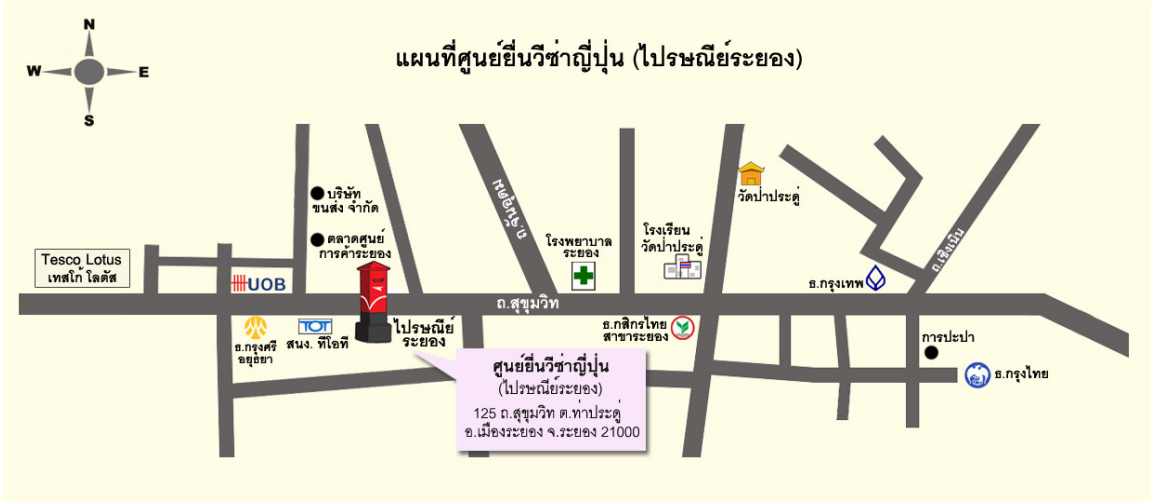 N
W
E
S
แผนที่ศูนย์ยื่นวีซ่าญี่ปุ่น (ไปรษณีย์ระยอง)
บริษัท
ขนส่ง จำกัด
ตลาดศูนย์
การค้าระยอง
ถ.จันอุดม
วัดป่าประดู่
โรงพยาบาล
ระยอง
โรงเรียน
วัดป่าประดู่
ถ.เชิงเนิน
Tesco Lotus
เทสโก้ โลตัส
UOB
ธ.กรุงเทพ
ถ.สุขุมวิท
ธ.กรุงศรี
อยุธยา
TOT
สนง. ทีโอที
ไปรษณีย์
ระยอง
ธ.กสิกรไทย
สาขาระยอง
การปะปา
ธ.กรุงไทย
ศูนย์ยื่นวีซ่าญี่ปุ่น
(ไปรษณีย์ระยอง)
125 ถ.สุขุมวิท ต.ท่าประดู่
อ.เมืองระยอง จ.ระยอง 21000